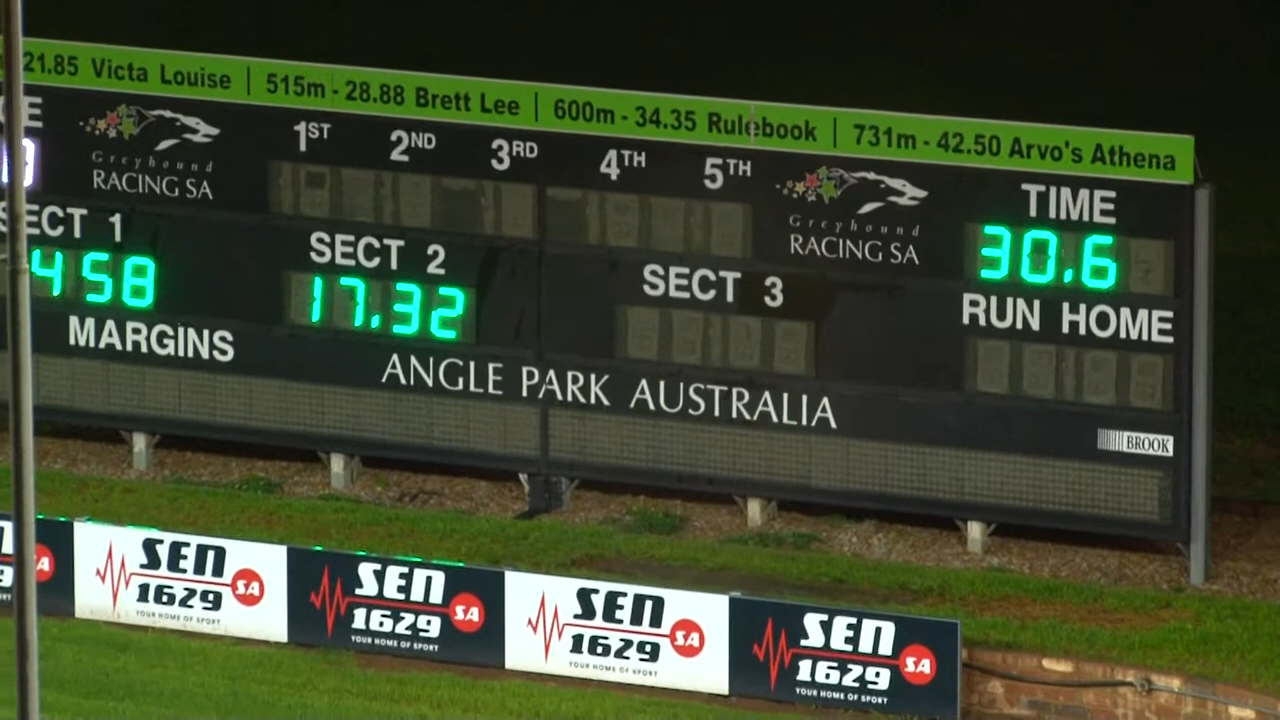 21.85 Victa Louise | 515m - 28.88 Brett Lee | 600m - 34.35 Rulebook | 731m - 42.50 Arvo's Athena
Greyhound
RACING SA
1ST 2ND 3RD 4TH 5TH
Greyhound
RACING SA
TIME
30.6
SECT 1
458
SECT 2
17.32
SECT 3
RUN HOME
MARGINS
ANGLE PARK AUSTRALIA
BROOK
SEN
1629 SA
YOUR HOME OF SPORT
SEN
1629 SA
YOUR HOME OF SPORT
SEN
1629 SA
YOUR HOME OF SPORT
SEN
1629 SA
YOUR HOME OF SPORT